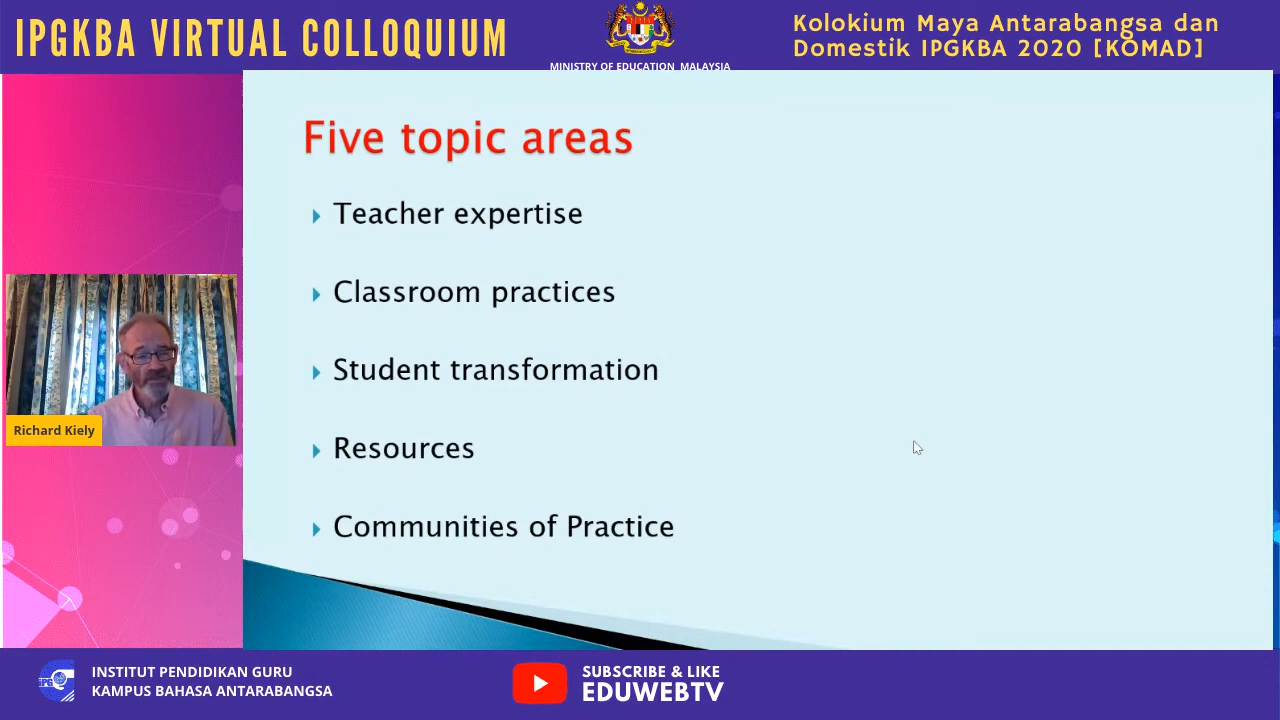 IPGKBA VIRTUAL COLLOQUIUM
MINISTRY OF EDUCATION MALAYSIA
Kolokium Maya Antarabangsa dan
Domestik IPGKBA 2020 [KOMAD]
Five topic areas
Teacher expertise
Classroom practices
Student transformation
Resources
Communities of Practice
Richard Kiely
INSTITUT PENDIDIKAN GURU
KAMPUS BAHASA ANTARABANGSA
SUBSCRIBE & LIKE
EDUWEBTV